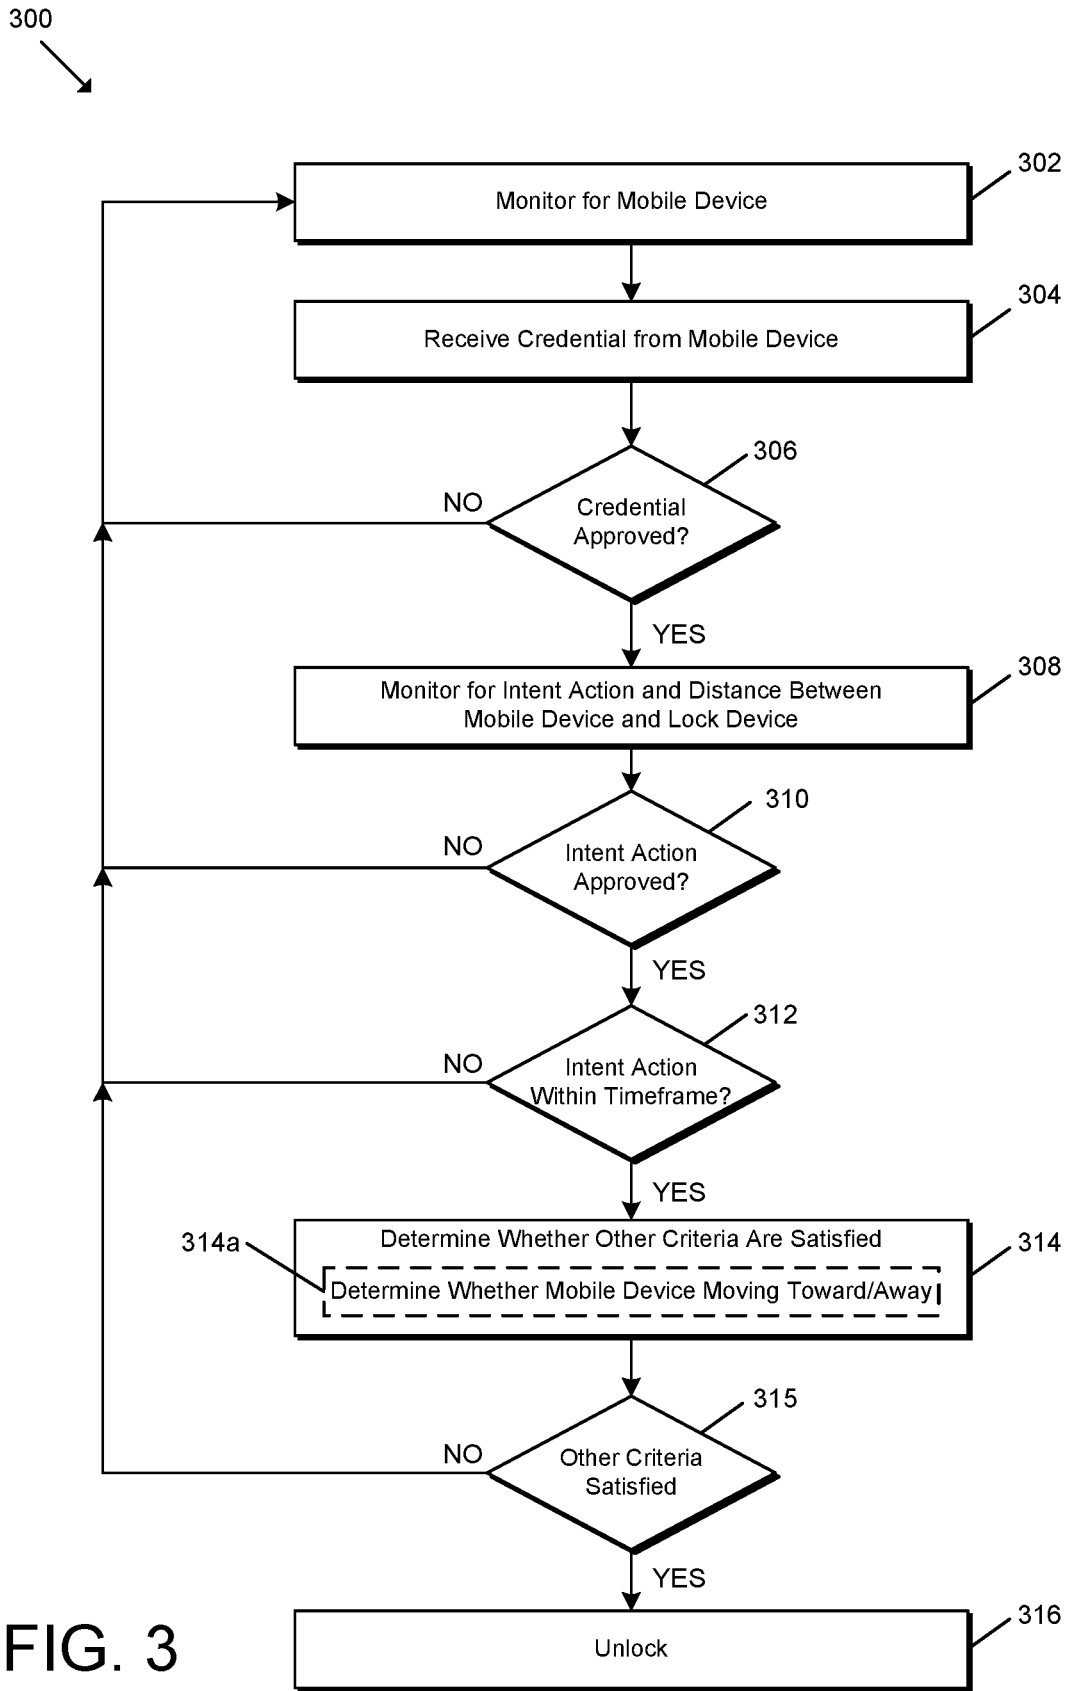 300
302
Monitor for Mobile Device
304
Receive Credential from Mobile Device
306
NO
Credential
Approved?
YES
308
Monitor for Intent Action and Distance Between
Mobile Device and Lock Device
310
NO
Intent Action
Approved?
YES
312
NO
Intent Action
Within Timeframe?
YES
314a
Determine Whether Other Criteria Are Satisfied
314
Determine Whether Mobile Device Moving Toward/Away
315
NO
Other Criteria
Satisfied
YES
316
Unlock
FIG. 3